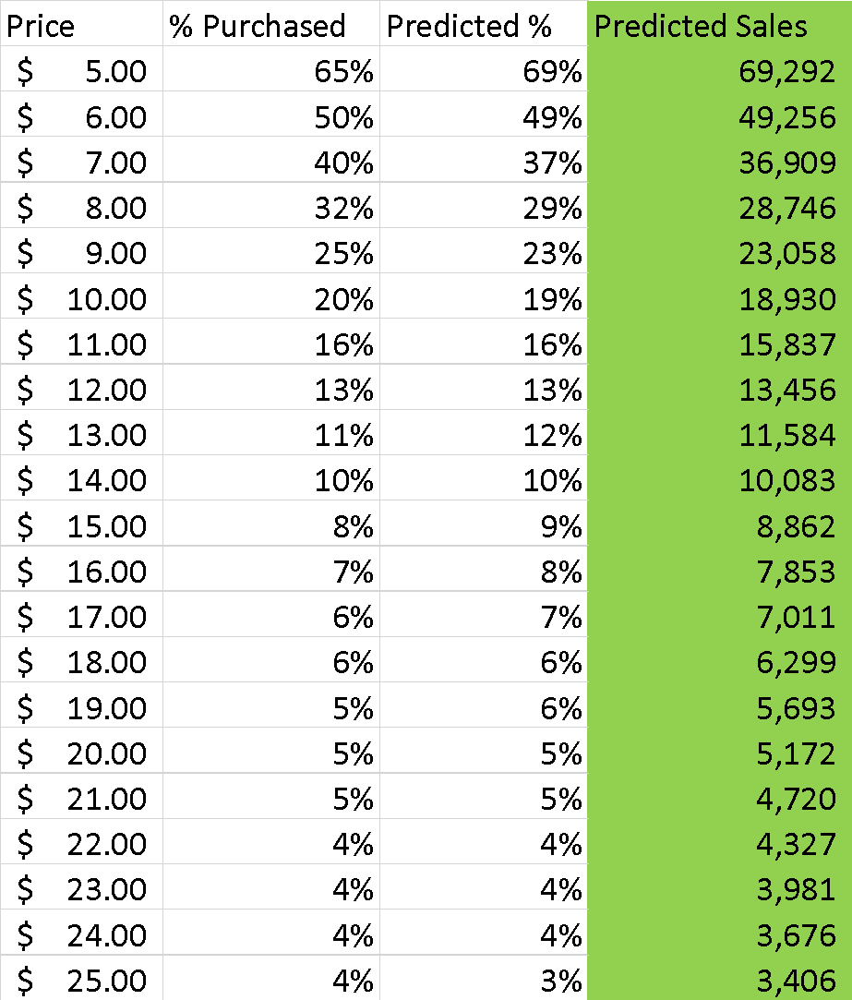 Price % Purchased Predicted % Predicted Sales
$ 5.00 65% 69% 69,292
$ 6.00 50% 49% 49,256
$ 7.00 40% 37% 36,909
$ 8.00 32% 29% 28,746
$ 9.00 25% 23% 23,058
$ 10.00 20% 19% 18,930
$ 11.00 16% 16% 15,837
$ 12.00 13% 13% 13,456
$ 13.00 11% 12% 11,584
$ 14.00 10% 10% 10,083
$ 15.00 8% 9% 8,862
$ 16.00 7% 8% 7,853
$ 17.00 6% 7% 7,011
$ 18.00 6% 6% 6,299
$ 19.00 5% 6% 5,693
$ 20.00 5% 5% 5,172
$ 21.00 5% 5% 4,720
$ 22.00 4% 4% 4,327
$ 23.00 4% 4% 3,981
$ 24.00 4% 4% 3,676
$ 25.00 4% 3% 3,406